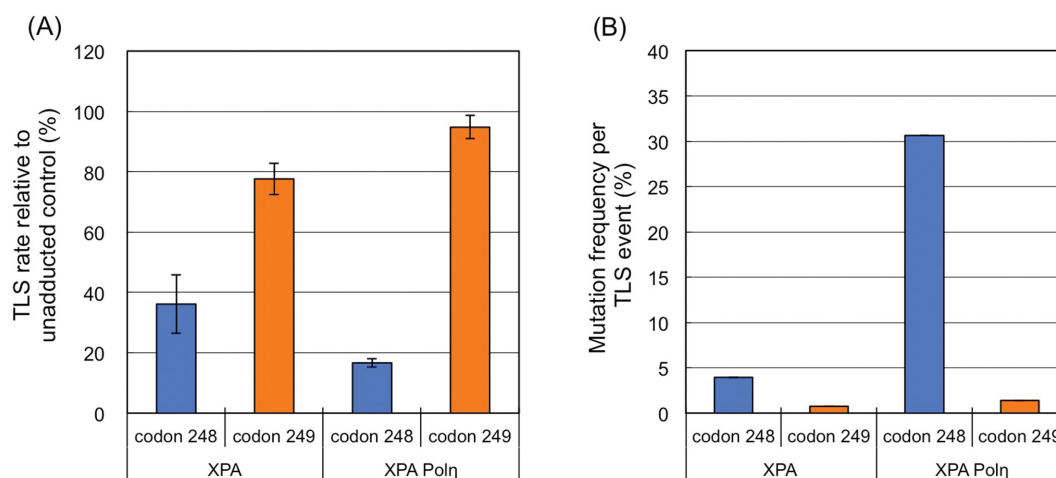 (A)
TLS rate relative to
unadducted control (%)
120
100
80
60
40
20
0
codon 248 codon 249 codon 248 codon 249
XPA XPA Polη
(B)
Mutation frequency per
TLS event (%)
40
35
30
25
20
15
10
5
0
codon 248 codon 249 codon 248 codon 249
XPA XPA Polη